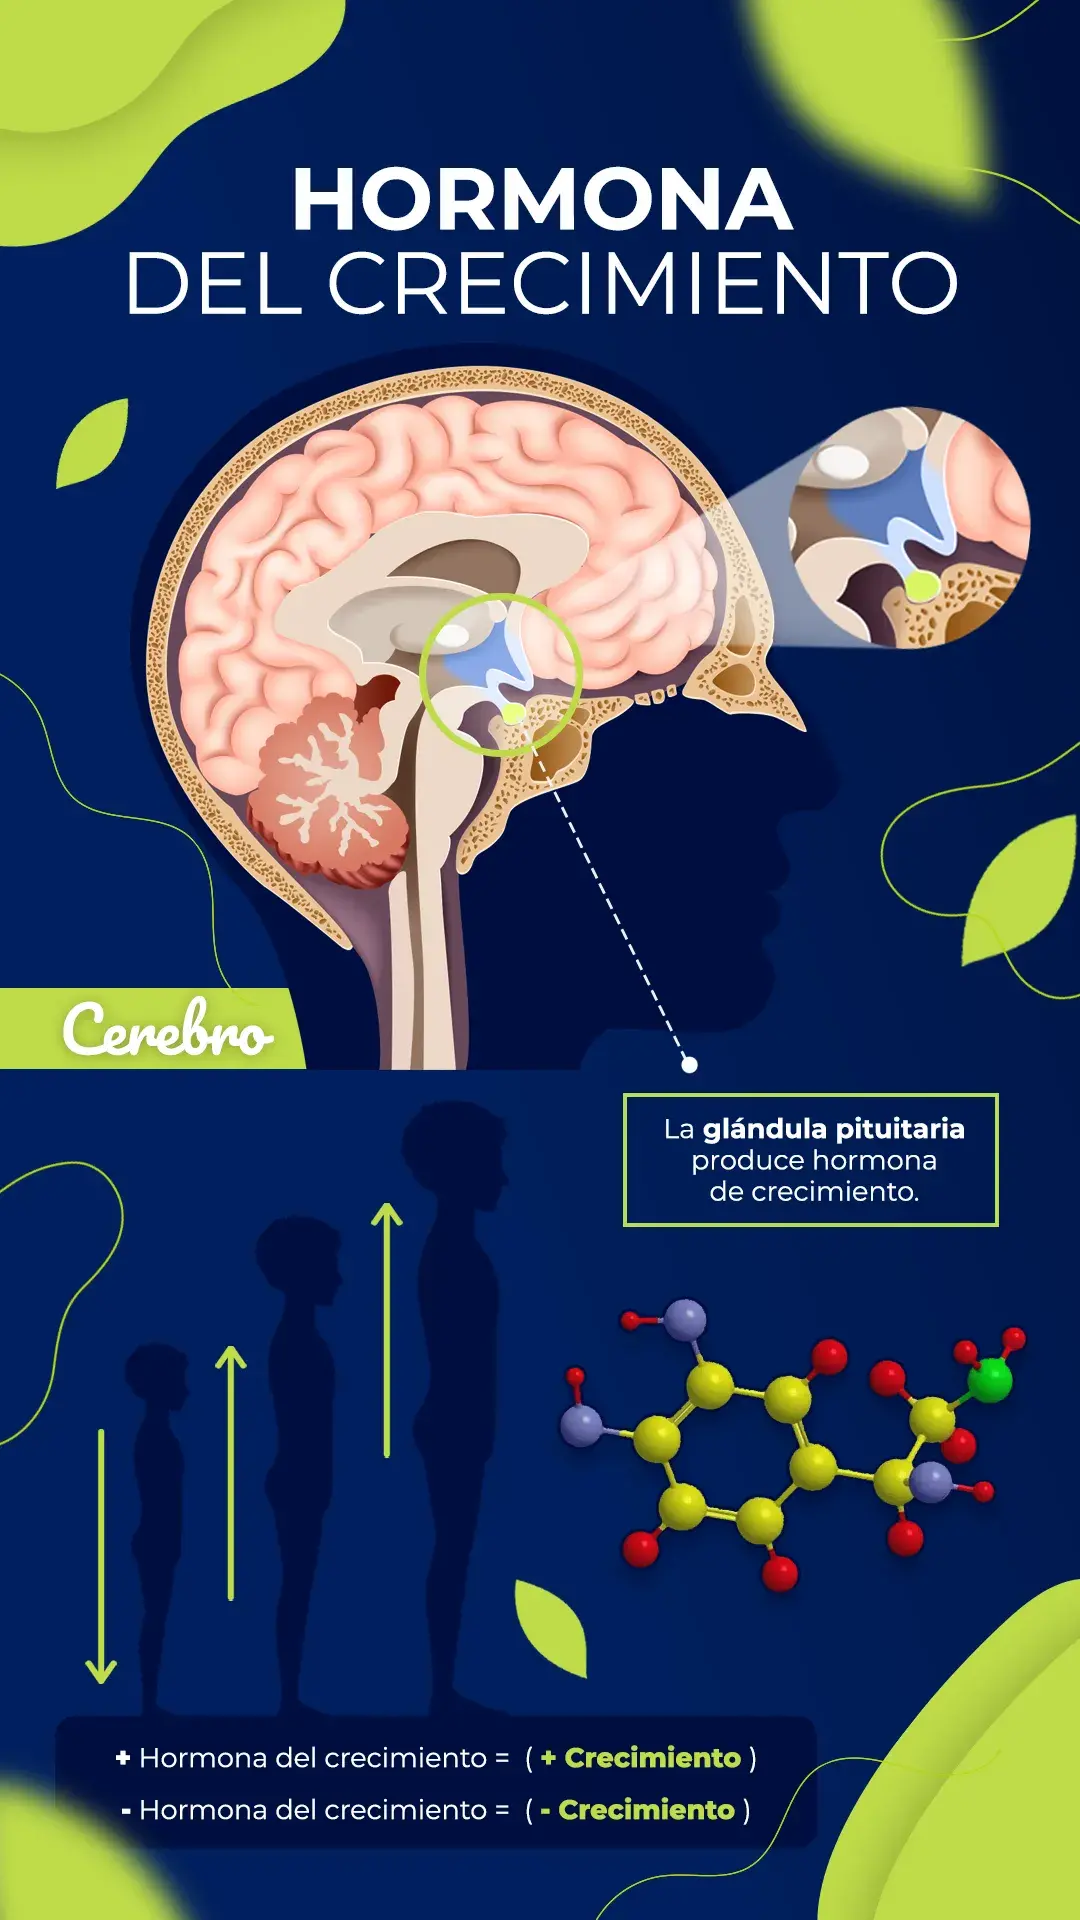 HORMONA
DEL CRECIMIENTO
Cerebro
La glándula pituitaria
produce hormona
de crecimiento.
+ Hormona del crecimiento = ( + Crecimiento )
- Hormona del crecimiento = ( - Crecimiento )